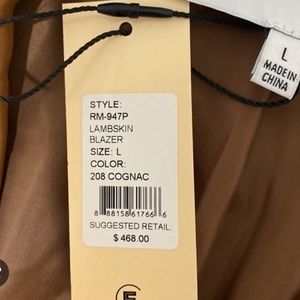 STYLE:
RM-947P
LAMBSKIN
BLAZER
SIZE: L
COLOR:
208 COGNAC
8 88158 61766 6
SUGGESTED RETAIL:
$ 468.00
L
MADE IN
CHINA